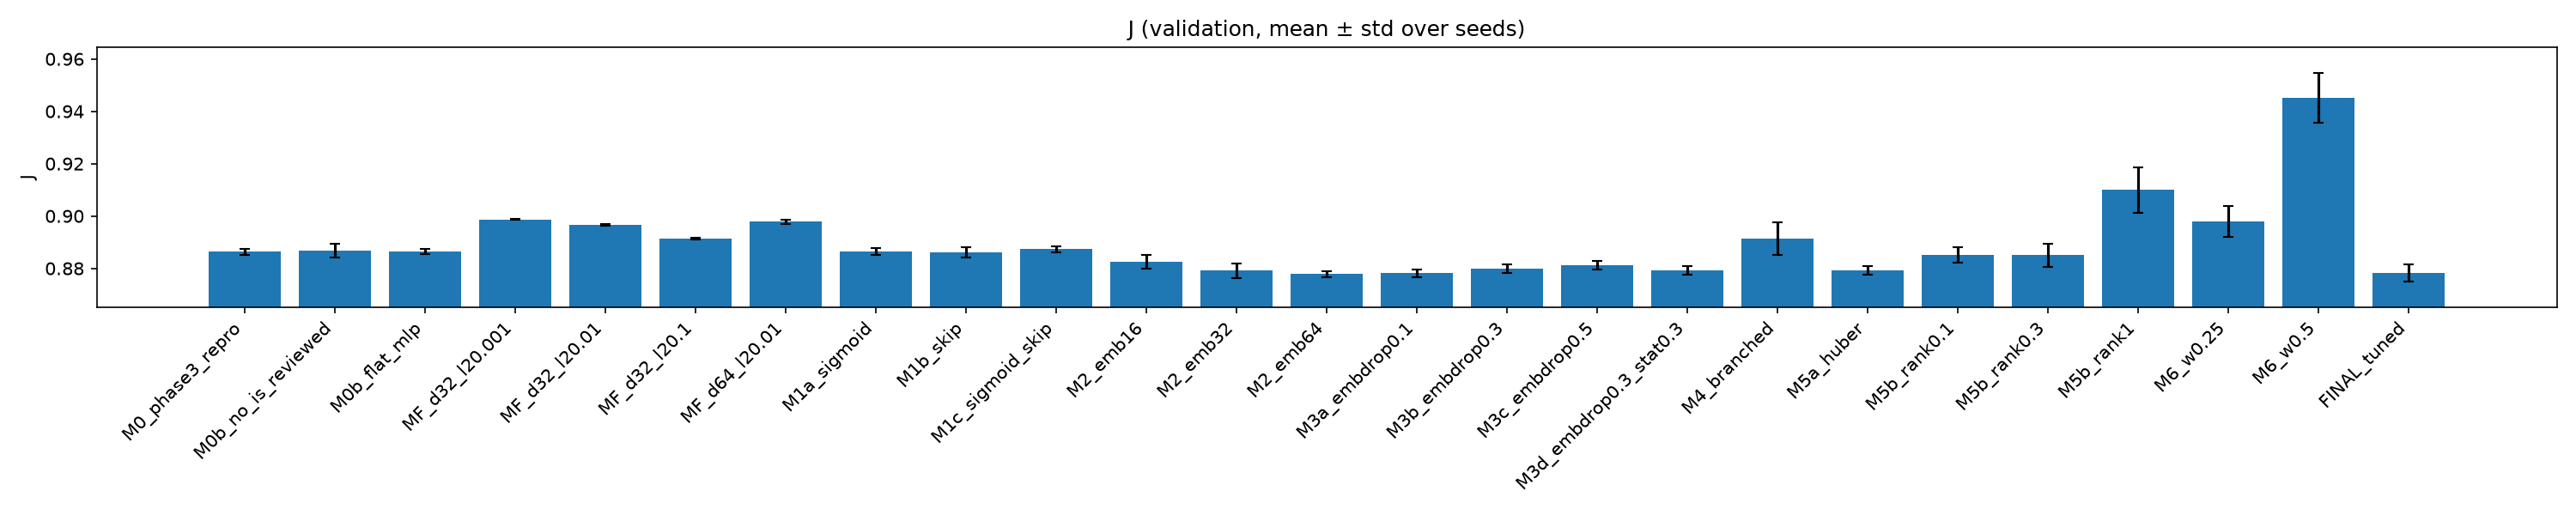 J (validation, mean ± std over seeds)
0.96
0.94
0.92
0.90
0.88
J
M0_phase3_repro
M0b_no_is_reviewed
M0b_flat_mlp
MF_d32_l20.001
MF_d32_l20.01
MF_d32_l20.1
MF_d64_l20.01
M1a_sigmoid
M1b_skip
M1c_sigmoid_skip
M2_emb16
M2_emb32
M2_emb64
M3a_embdrop0.1
M3b_embdrop0.3
M3c_embdrop0.5
M3d_embdrop0.3_stat0.3
M4_branched
M5a_huber
M5b_rank0.1
M5b_rank0.3
M5b_rank1
M6_w0.25
M6_w0.5
FINAL_tuned